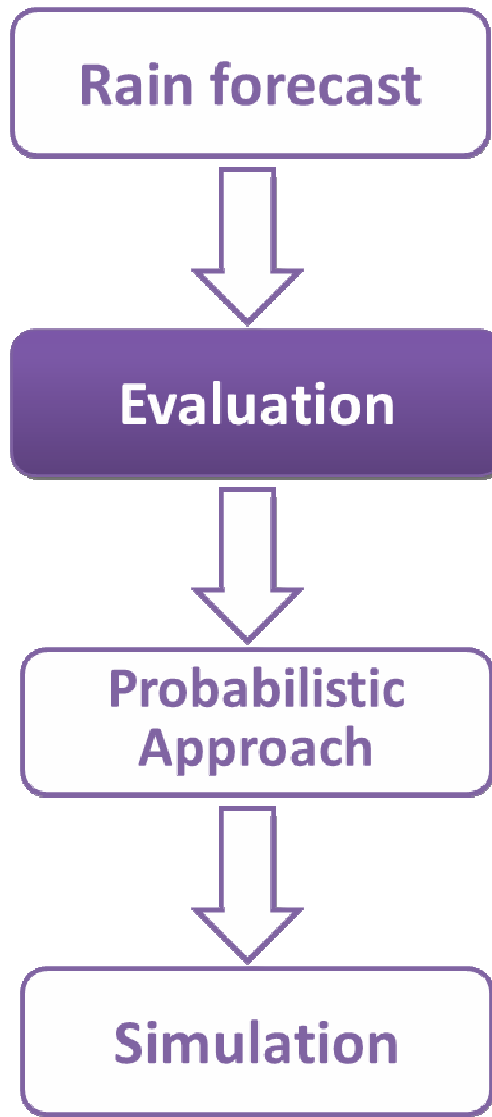 Rain forecast
Evaluation
Probabilistic
Approach
Simulation